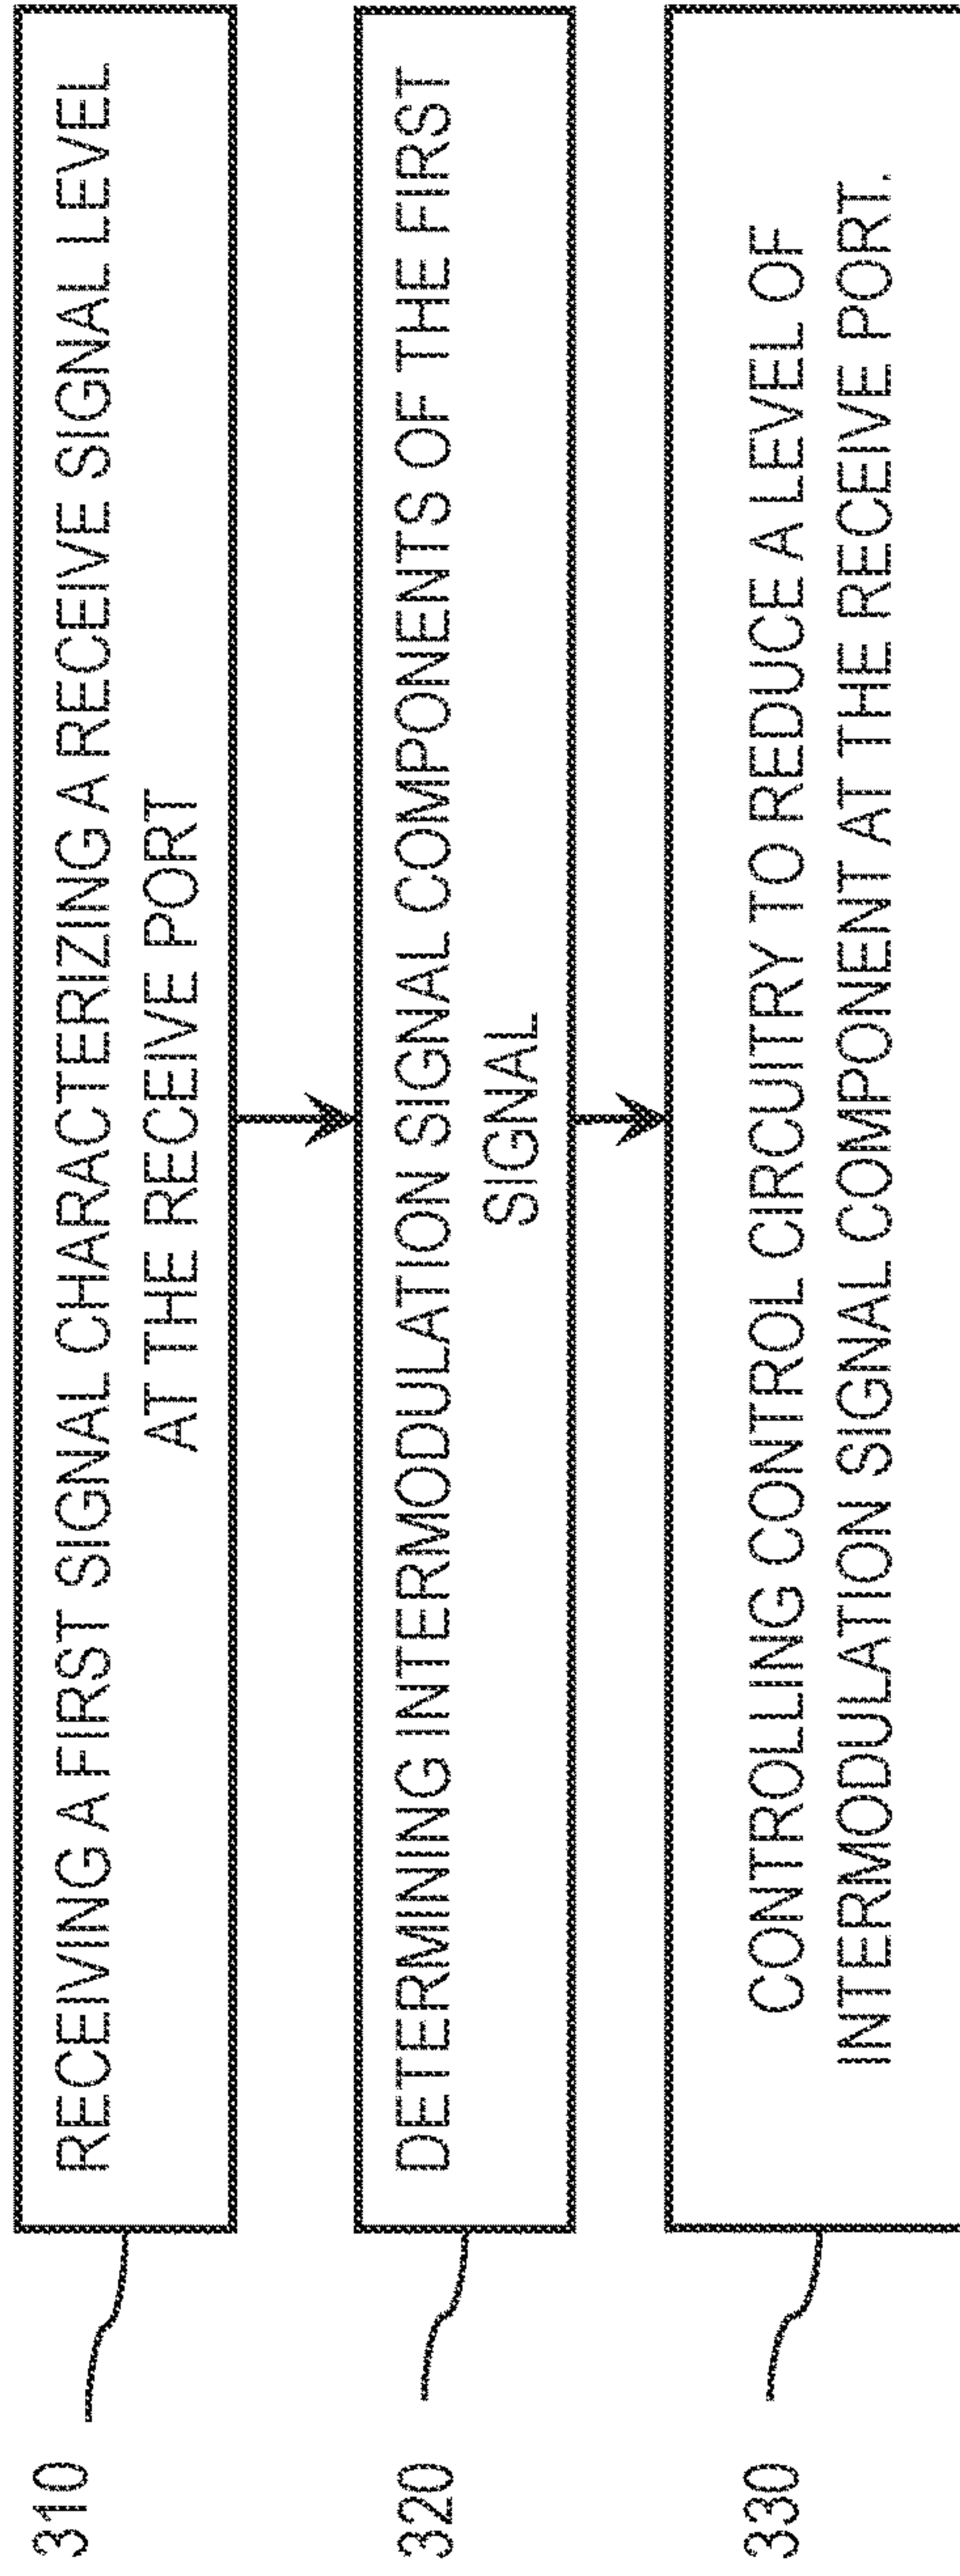 310
RECEIVING A FIRST SIGNAL CHARACTERIZING A RECEIVE SIGNAL LEVEL
AT THE RECEIVE PORT
320
DETERMINING INTERMODULATION SIGNAL COMPONENTS OF THE FIRST
SIGNAL
330
CONTROLLING CONTROL CIRCUITRY TO REDUCE A LEVEL OF
INTERMODULATION SIGNAL COMPONENT AT THE RECEIVE PORT.